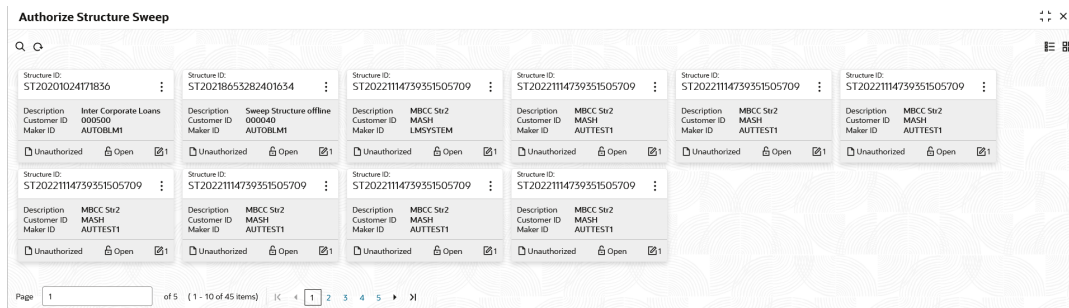 Authorize Structure Sweep
Structure ID:
ST20201024171836
Description Inter Corporate Loans
Customer ID 000500
Maker ID AUTOBLM1
Unauthorized Open 1
Structure ID:
ST20218653282401634
Description Sweep Structure offline
Customer ID 000040
Maker ID AUTOBLM1
Unauthorized Open 1
Structure ID:
ST20221114739351505709
Description MBCC Str2
Customer ID MASH
Maker ID LMSYSTEM
Unauthorized Open 1
Structure ID:
ST20221114739351505709
Description MBCC Str2
Customer ID MASH
Maker ID AUTTEST1
Unauthorized Open 1
Structure ID:
ST20221114739351505709
Description MBCC Str2
Customer ID MASH
Maker ID AUTTEST1
Unauthorized Open 1
Structure ID:
ST20221114739351505709
Description MBCC Str2
Customer ID MASH
Maker ID AUTTEST1
Unauthorized Open 1
Structure ID:
ST20221114739351505709
Description MBCC Str2
Customer ID MASH
Maker ID AUTTEST1
Unauthorized Open 1
Structure ID:
ST20221114739351505709
Description MBCC Str2
Customer ID MASH
Maker ID AUTTEST1
Unauthorized Open 1
Structure ID:
ST20221114739351505709
Description MBCC Str2
Customer ID MASH
Maker ID AUTTEST1
Unauthorized Open 1
Structure ID:
ST20221114739351505709
Description MBCC Str2
Customer ID MASH
Maker ID AUTTEST1
Unauthorized Open 1
Page 1 of 5 ( 1 - 10 of 45 items) 1 2 3 4 5